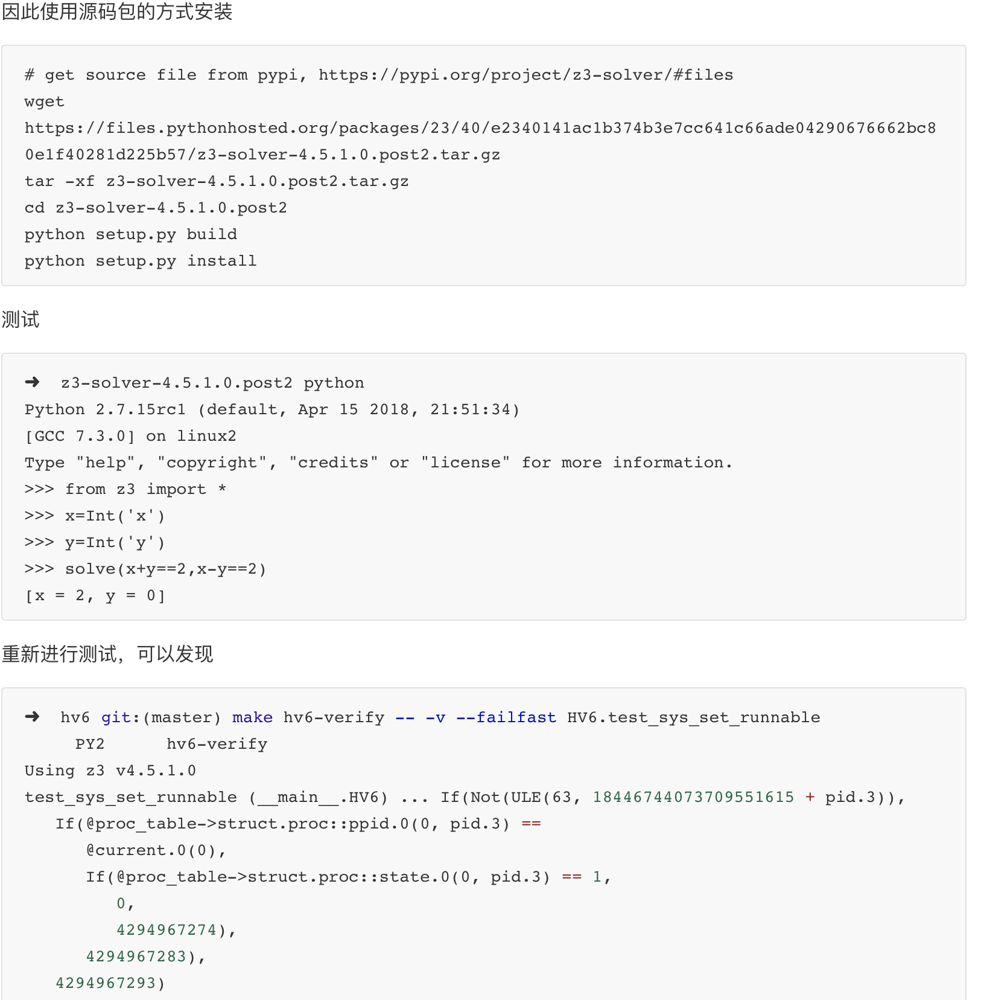 因此使用源码包的方式安装
# get source file from pypi, https://pypi.org/project/z3-solver/#files
wget
https://files.pythonhosted.org/packages/23/40/e2340141ac1b374b3e7cc641c66ade04290676662bc8
0e1f40281d225b57/z3-solver-4.5.1.0.post2.tar.gz
tar -xf z3-solver-4.5.1.0.post2.tar.gz
cd z3-solver-4.5.1.0.post2
python setup.py build
python setup.py install
测试
➜  z3-solver-4.5.1.0.post2 python
Python 2.7.15rc1 (default, Apr 15 2018, 21:51:34)
[GCC 7.3.0] on linux2
Type "help", "copyright", "credits" or "license" for more information.
>>> from z3 import *
>>> x=Int('x')
>>> y=Int('y')
>>> solve(x+y==2,x-y==2)
[x = 2, y = 0]
重新进行测试，可以发现
➜  hv6 git:(master) make hv6-verify -- -v --failfast HV6.test_sys_set_runnable
     PY2      hv6-verify
Using z3 v4.5.1.0
test_sys_set_runnable (__main__.HV6) ... If(Not(ULE(63, 18446744073709551615 + pid.3)),
   If(@proc_table->struct.proc::ppid.0(0, pid.3) ==
      @current.0(0),
      If(@proc_table->struct.proc::state.0(0, pid.3) == 1,
         0,
         4294967274),
      4294967283),
   4294967293)